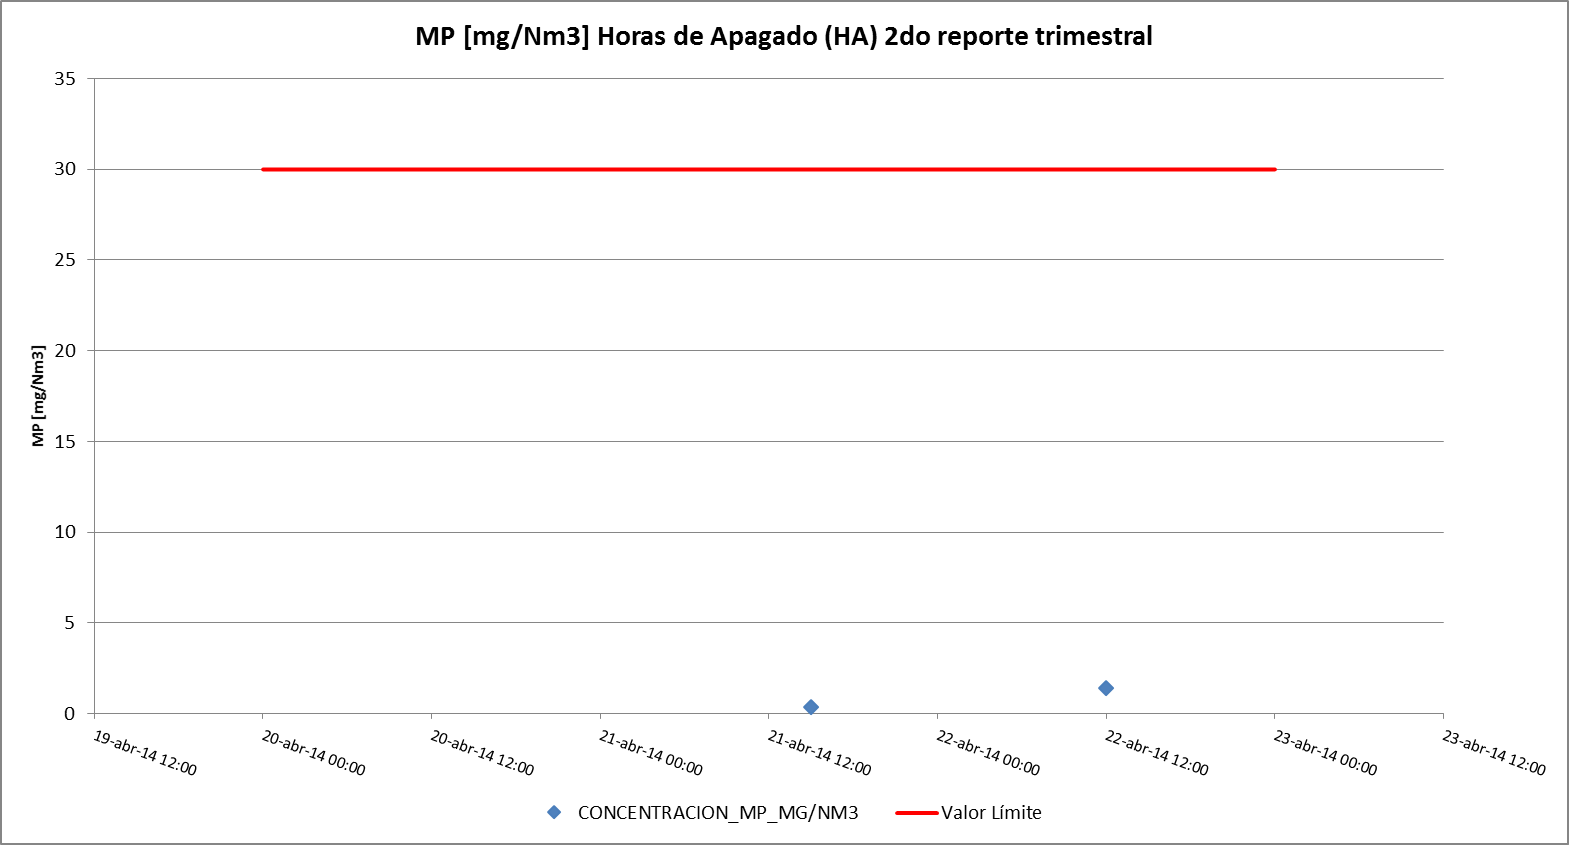 MP [mg/Nm3] Horas de Apagado (HA) 2do reporte trimestral
35
30
25
20
15
10
5
0
MP [mg/Nm3]
19-abr-14 12:00
20-abr-14 00:00
20-abr-14 12:00
21-abr-14 00:00
21-abr-14 12:00
22-abr-14 00:00
22-abr-14 12:00
23-abr-14 00:00
23-abr-14 12:00
CONCENTRACION_MP_MG/NM3
Valor Límite